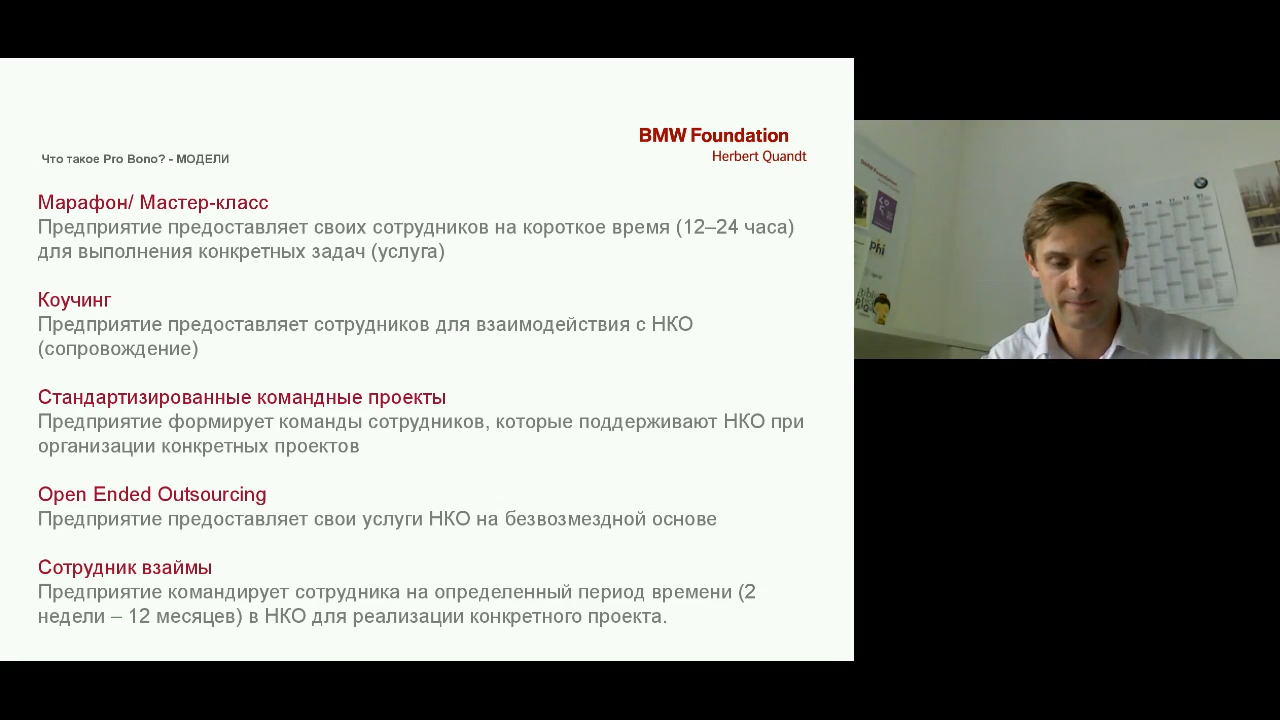 BMW Foundation
Herbert Quandt
Что такое Pro Bono? - МОДЕЛИ
Марафон/ Мастер-класс
Предприятие предоставляет своих сотрудников на короткое время (12–24 часа)
для выполнения конкретных задач (услуга)
Коучинг
Предприятие предоставляет сотрудников для взаимодействия с НКО
(сопровождение)
Стандартизированные командные проекты
Предприятие формирует команды сотрудников, которые поддерживают НКО при
организации конкретных проектов
Open Ended Outsourcing
Предприятие предоставляет свои услуги НКО на безвозмездной основе
Сотрудник взаймы
Предприятие командирует сотрудника на определенный период времени (2
недели – 12 месяцев) в НКО для реализации конкретного проекта.
BMW Foundation
phi